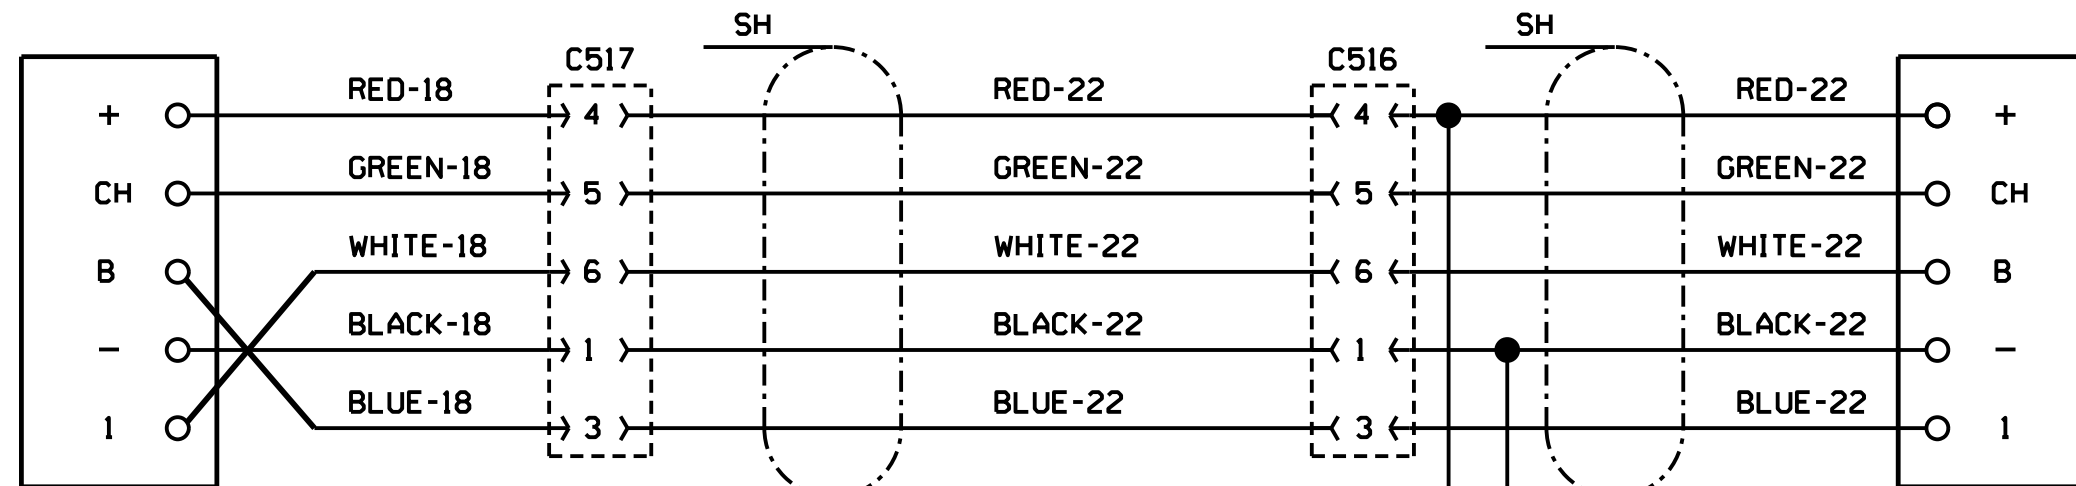 SH SH
C517 C516
RED-18 RED-22 RED-22
+ 4 4 +
GREEN-18 GREEN-22 GREEN-22
CH 5 5 CH
WHITE-18 WHITE-22 WHITE-22
B 6 6 B
BLACK-18 BLACK-22 BLACK-22
- 1 1 -
BLUE-18 BLUE-22 BLUE-22
1 3 3 1